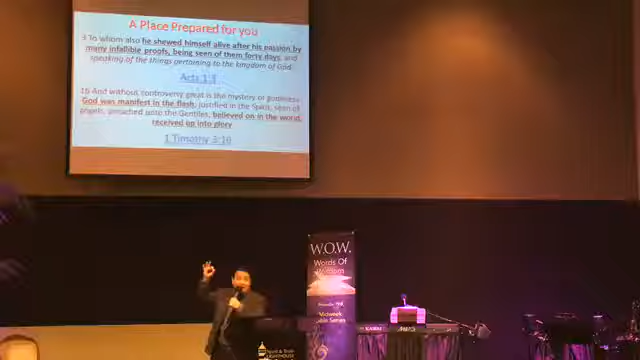 A Place Prepared for you
3 To whom also he shewed himself alive after his passion by
many infallible proofs, being seen of them forty days, and
speaking of the things pertaining to the kingdom of God.
Acts 1:3
16 And without controversy great is the mystery of godliness:
God was manifest in the flesh, justified in the Spirit, seen of
angels, preached unto the Gentiles, believed on in the world,
received up into glory
1 Timothy 3:16
W.O.W.
Words Of
Wisdom
Midweek
Bible Series
KORG
LIGHTHOUSE